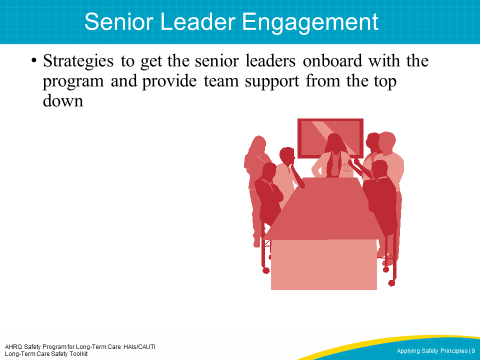 Senior Leader Engagement
• Strategies to get the senior leaders onboard with the
program and provide team support from the top
down
AHRQ Safety Program for Long-Term Care: HAIs/CAUTI
Long-Term Care Safety Toolkit
Applying Safety Principles | 9